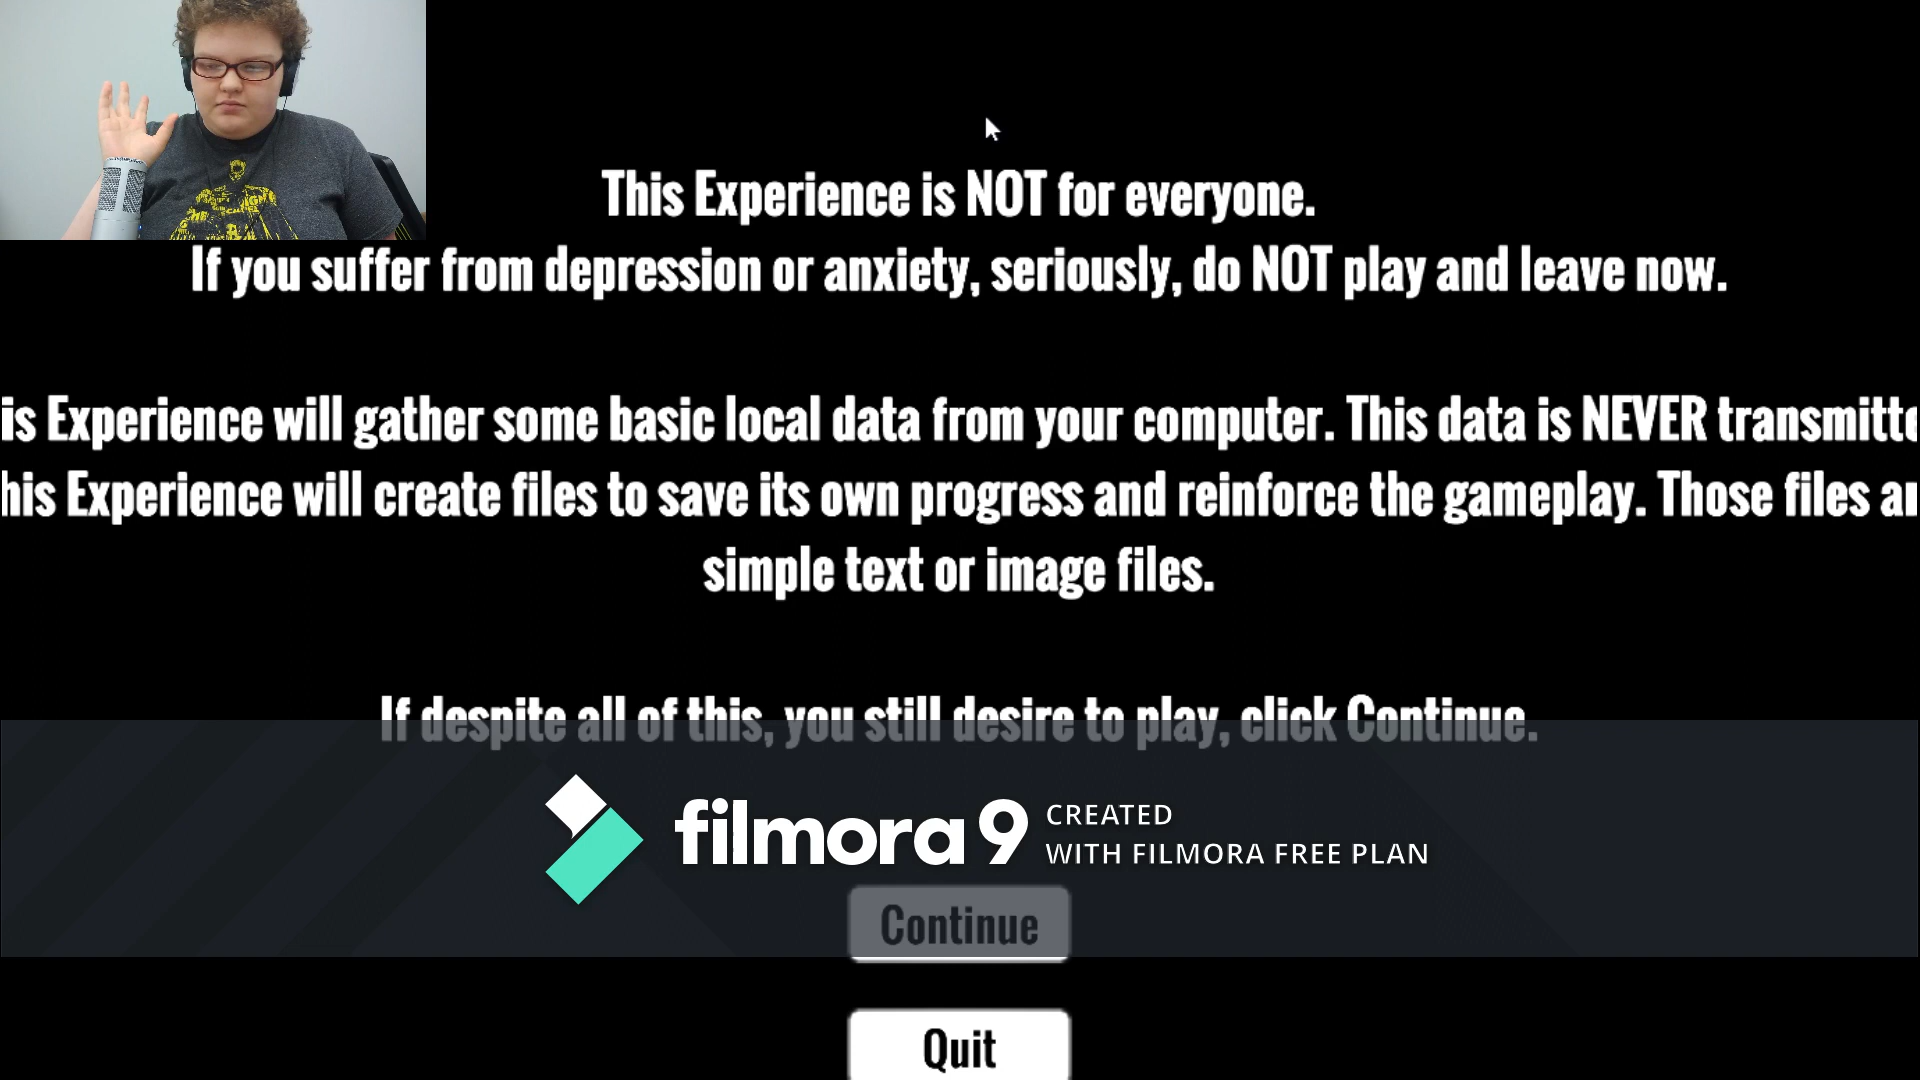 This Experience is NOT for everyone.
If you suffer from depression or anxiety, seriously, do NOT play and leave now.
is Experience will gather some basic local data from your computer. This data is NEVER transmitte
his Experience will create files to save its own progress and reinforce the gameplay. Those files ar
simple text or image files.
If despite all of this, you still desire to play, click Continue.
filmora 9 CREATED
WITH FILMORA FREE PLAN
Continue
Quit